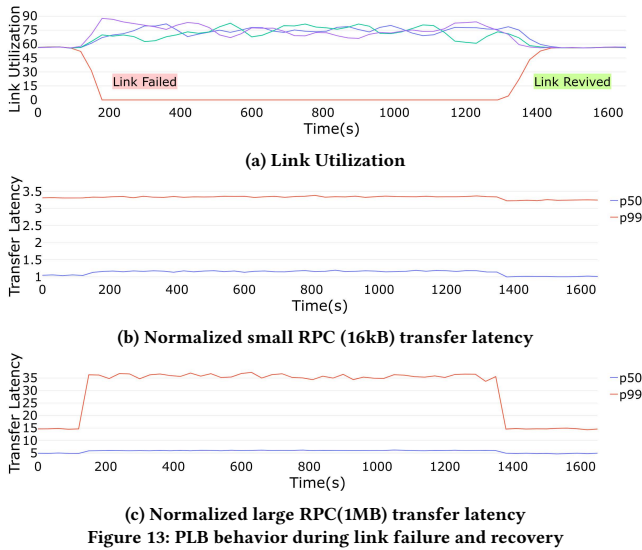 90
75
60
45
30
15
0
Link Utilization
Link Failed
Link Revived
0 200 400 600 800 1000 1200 1400 1600
Time(s)
(a) Link Utilization
3.5
3
2.5
2
1.5
1
Transfer Latency
p50
p99
0 200 400 600 800 1000 1200 1400 1600
Time(s)
(b) Normalized small RPC (16kB) transfer latency
35
30
25
20
15
10
5
Transfer Latency
p50
p99
0 200 400 600 800 1000 1200 1400 1600
Time(s)
(c) Normalized large RPC(1MB) transfer latency
Figure 13: PLB behavior during link failure and recovery